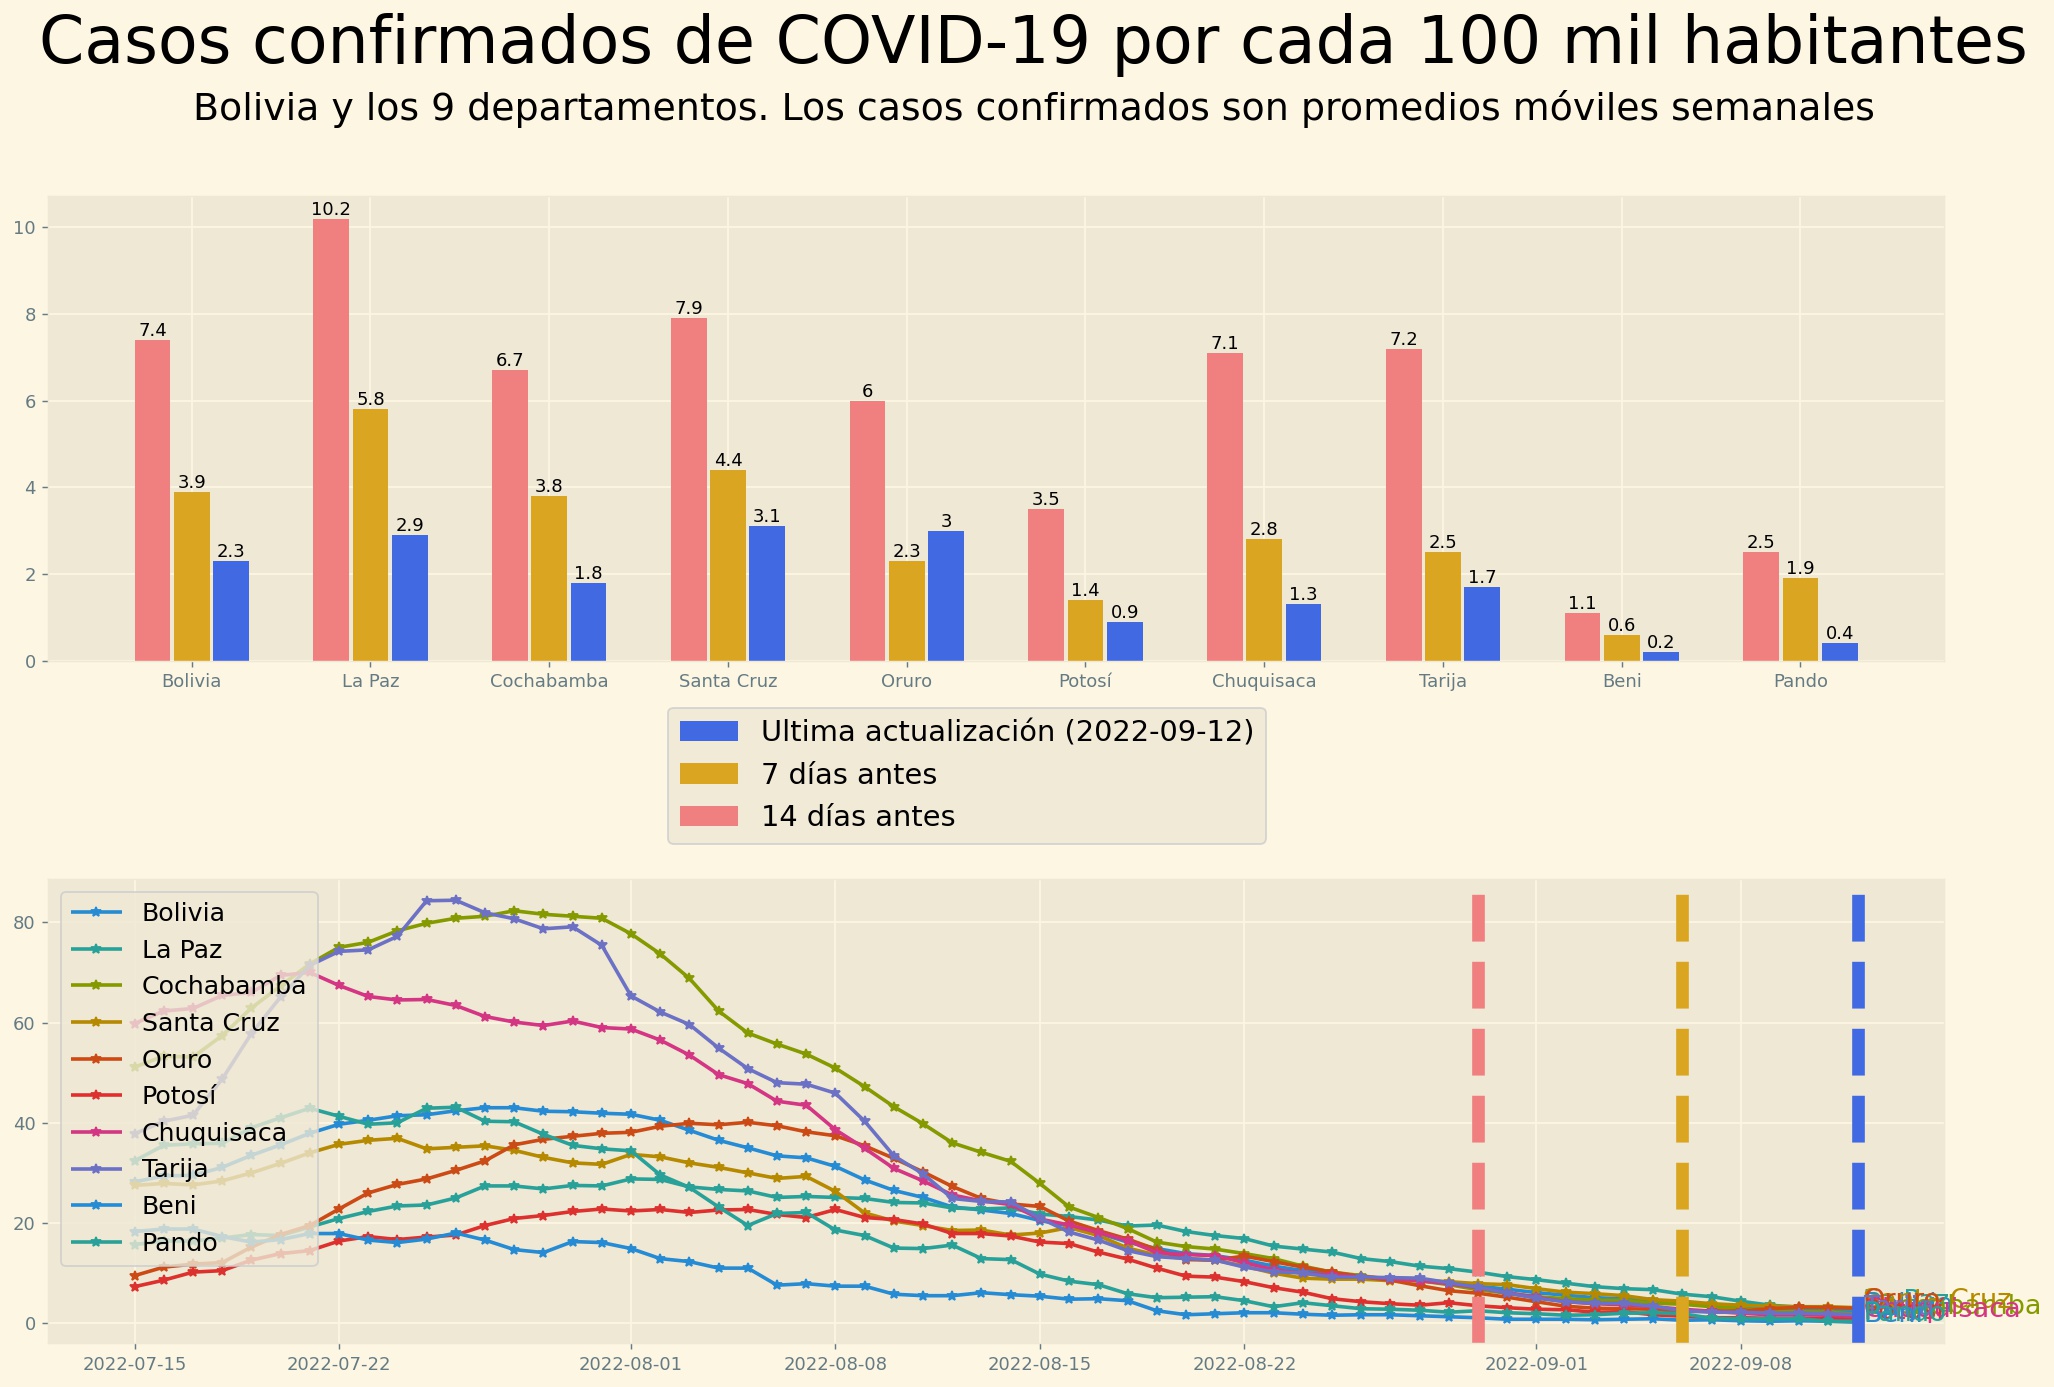 Casos confirmados de COVID-19 por cada 100 mil habitantes
Bolivia y los 9 departamentos. Los casos confirmados son promedios móviles semanales
10
8
6
4
2
0
7.4
3.9
2.3
10.2
5.8
2.9
6.7
3.8
1.8
7.9
4.4
3.1
6
2.3
3
3.5
1.4
0.9
7.1
2.8
1.3
7.2
2.5
1.7
1.1
0.6
0.2
2.5
1.9
0.4
Bolivia
La Paz
Cochabamba
Santa Cruz
Oruro
Potosí
Chuquisaca
Tarija
Beni
Pando
Ultima actualización (2022-09-12)
7 días antes
14 días antes
80
60
40
20
0
Bolivia
La Paz
Cochabamba
Santa Cruz
Oruro
Potosí
Chuquisaca
Tarija
Beni
Pando
2022-07-15
2022-07-22
2022-08-01
2022-08-08
2022-08-15
2022-08-22
2022-09-01
2022-09-08